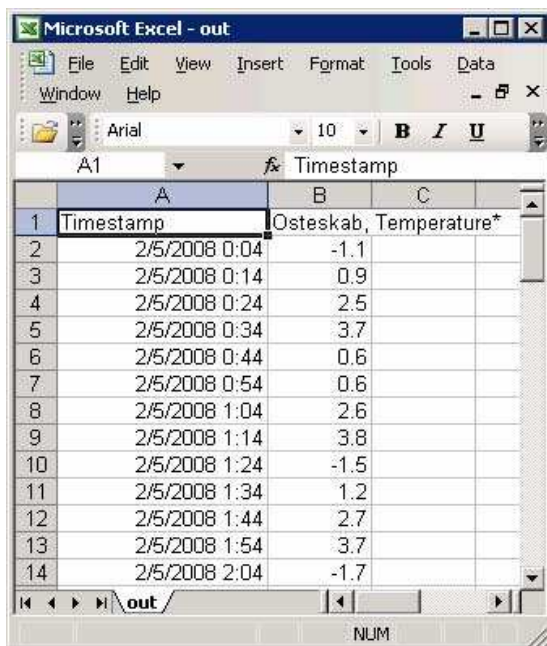 Microsoft Excel - out
File Edit View Insert Format Tools Data
Window Help
Arial 10 B I U
A1 fx Timestamp
A B C
1 Timestamp Osteskab, Temperature*
2 2/5/2008 0:04 -1.1
3 2/5/2008 0:14 0.9
4 2/5/2008 0:24 2.5
5 2/5/2008 0:34 3.7
6 2/5/2008 0:44 0.6
7 2/5/2008 0:54 0.6
8 2/5/2008 1:04 2.6
9 2/5/2008 1:14 3.8
10 2/5/2008 1:24 -1.5
11 2/5/2008 1:34 1.2
12 2/5/2008 1:44 2.7
13 2/5/2008 1:54 3.7
14 2/5/2008 2:04 -1.7
out
NUM